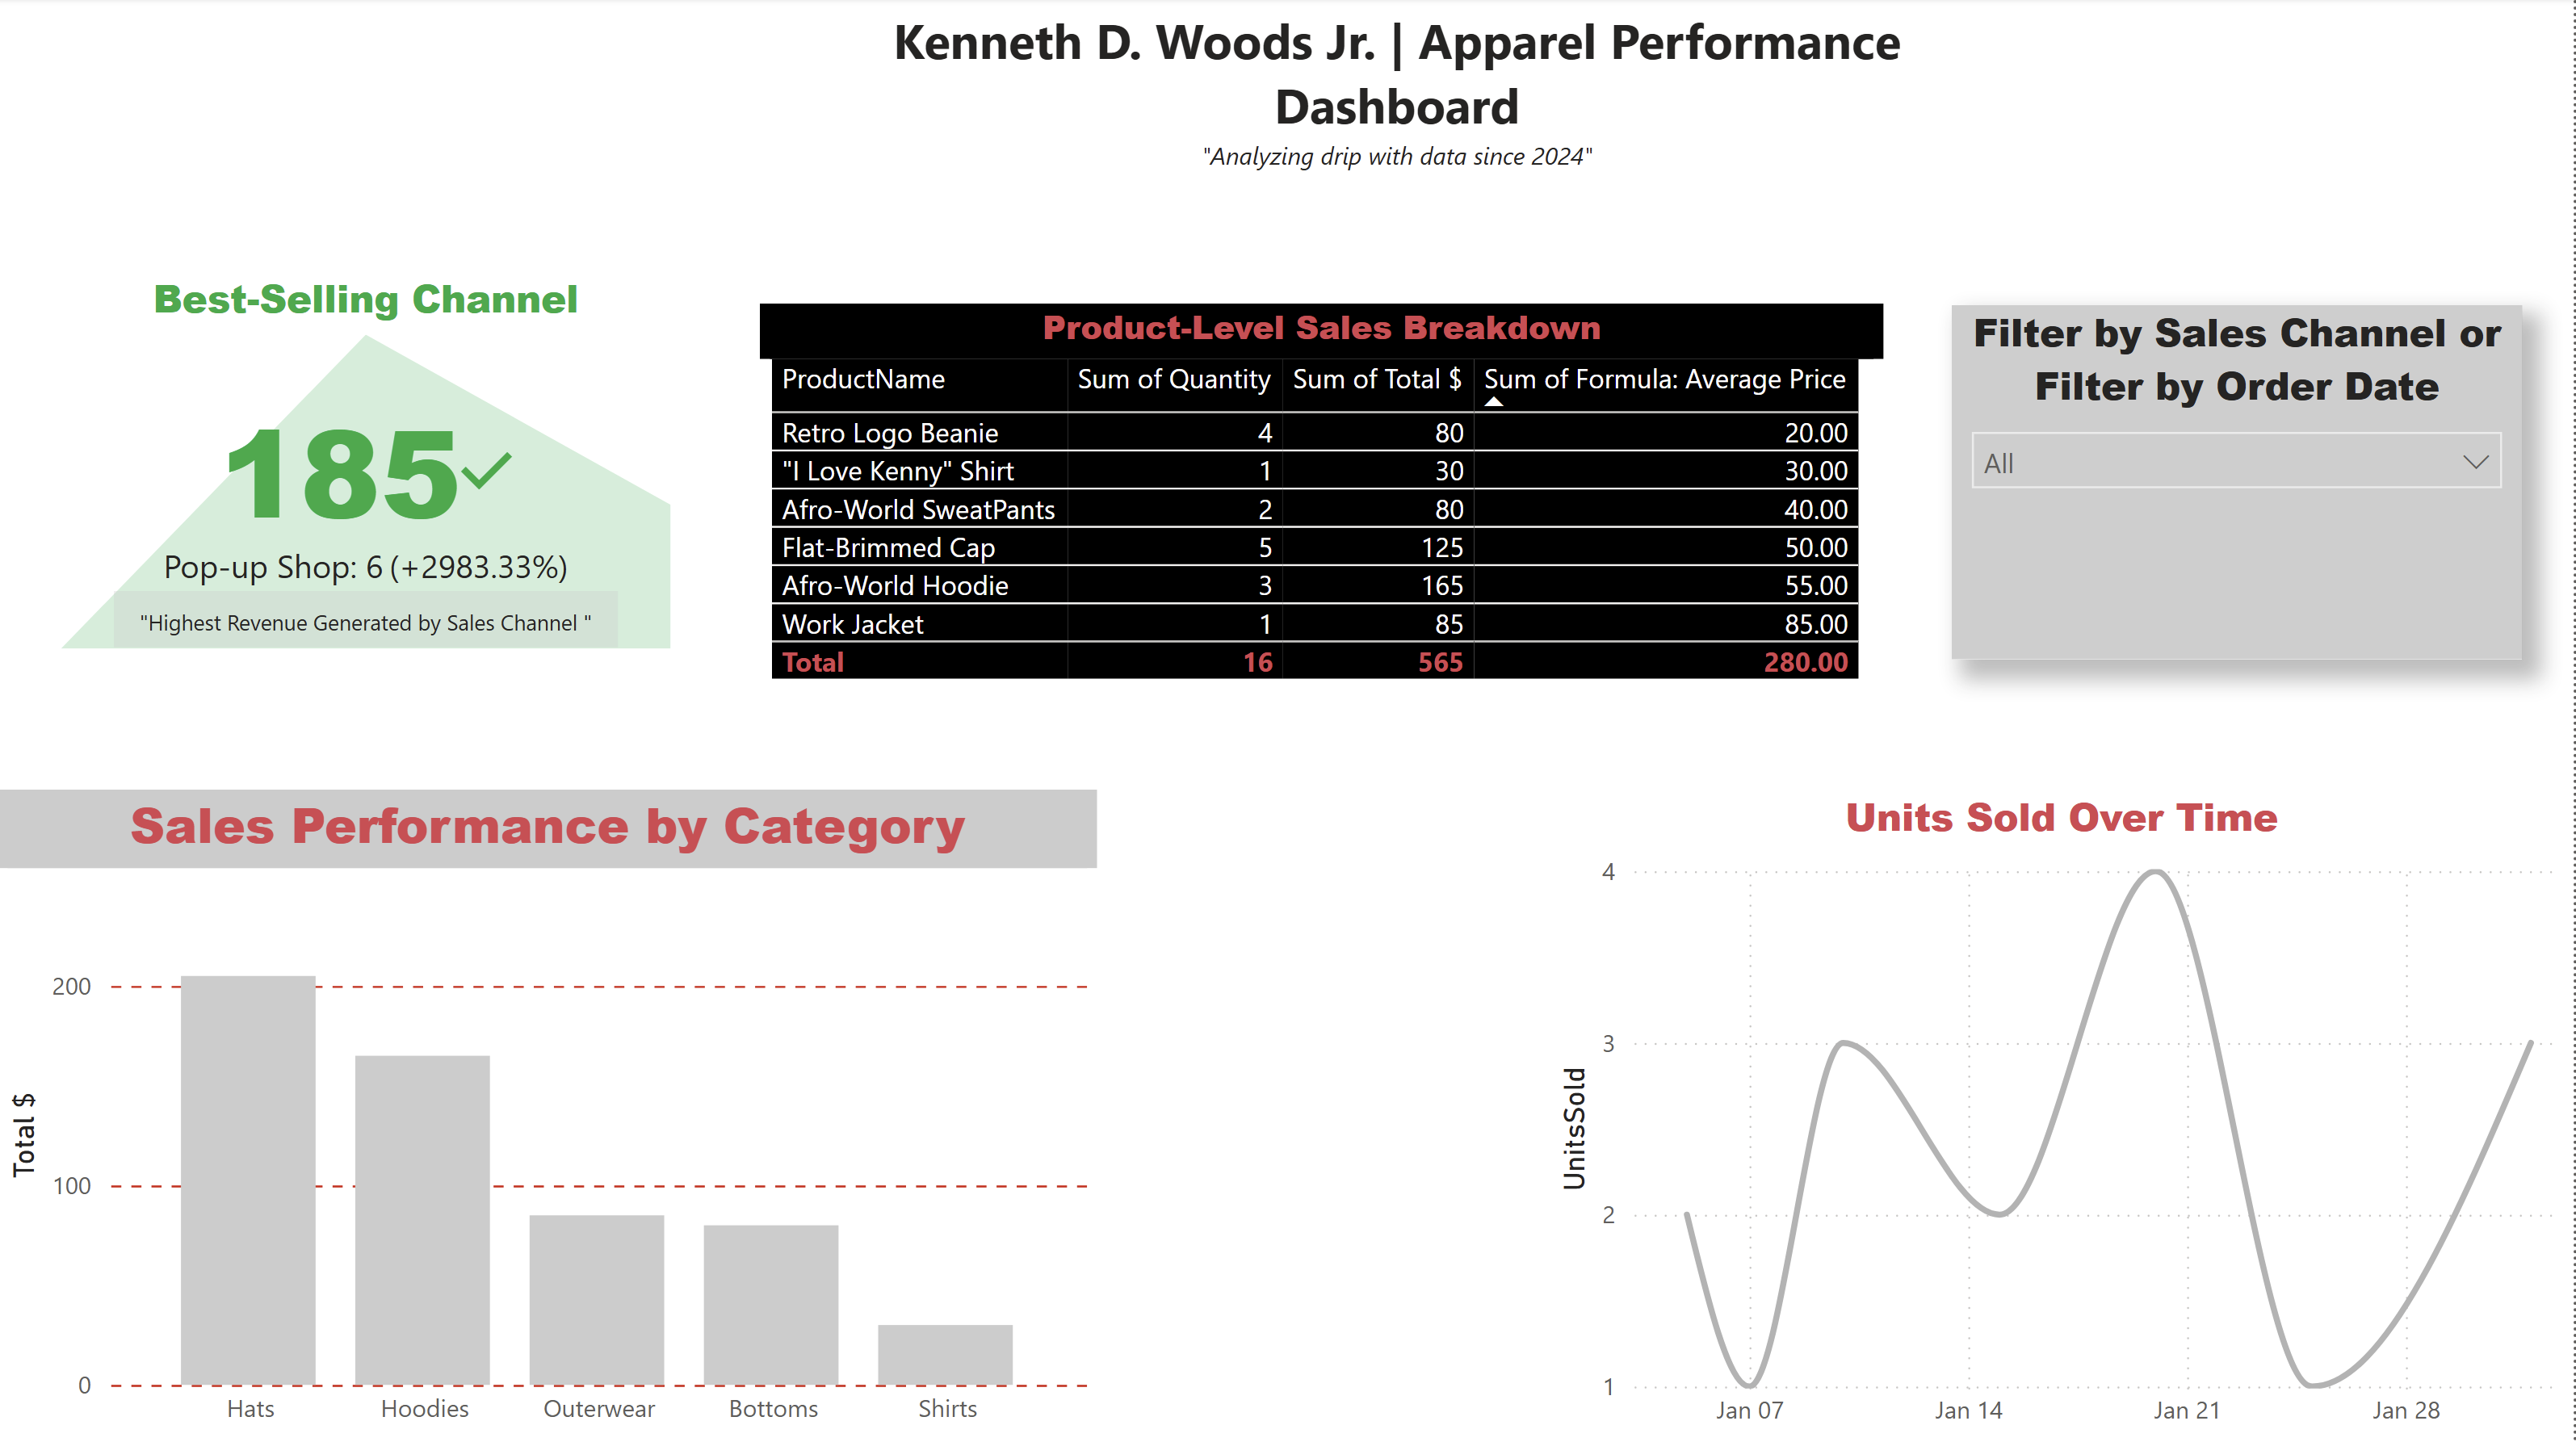 Kenneth D. Woods Jr. | Apparel Performance
Dashboard
"Analyzing drip with data since 2024"
Best-Selling Channel
185
Pop-up Shop: 6 (+2983.33%)
"Highest Revenue Generated by Sales Channel "
Product-Level Sales Breakdown
ProductName Sum of Quantity Sum of Total $ Sum of Formula: Average Price
Retro Logo Beanie 4 80 20.00
"I Love Kenny" Shirt 1 30 30.00
Afro-World SweatPants 2 80 40.00
Flat-Brimmed Cap 5 125 50.00
Afro-World Hoodie 3 165 55.00
Work Jacket 1 85 85.00
Total 16 565 280.00
Filter by Sales Channel or
Filter by Order Date
All
Sales Performance by Category
Total $
200
100
0
Hats Hoodies Outerwear Bottoms Shirts
Units Sold Over Time
UnitsSold
4
3
2
1
Jan 07 Jan 14 Jan 21 Jan 28